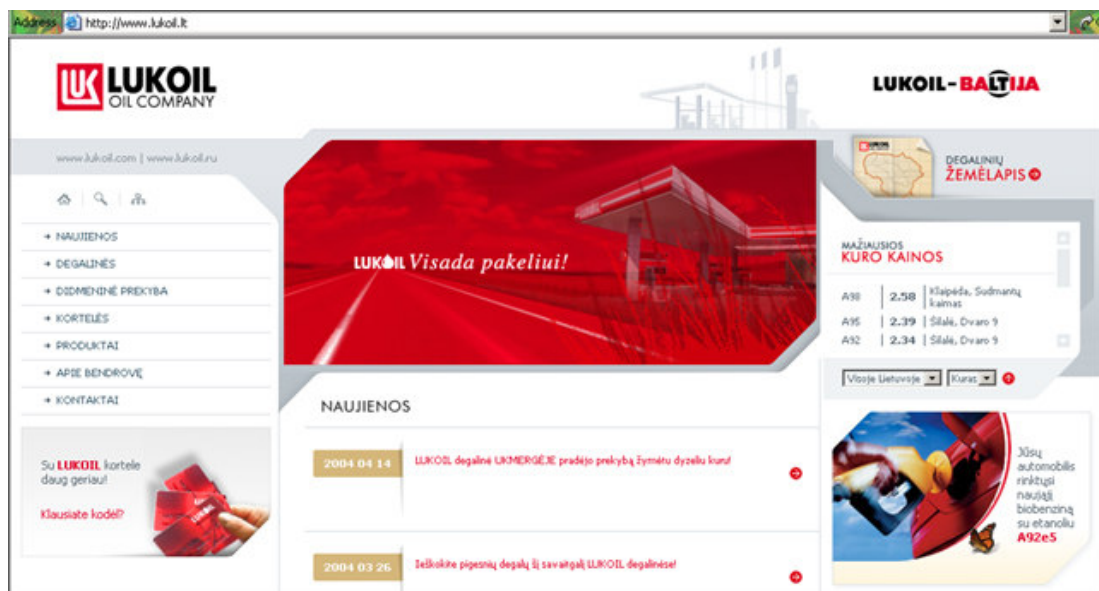 Address http://www.lukoil.lt
LUK LUKOIL
OIL COMPANY
LUKOIL-BALTIJA
www.lukoil.com | www.lukoil.ru
DEGALINIŲ
ŽEMĖLAPIS
NAUJIENOS
DEGALINĖS
DIDMENINĖ PREKYBA
KORTELĖS
PRODUKTAI
APIE BENDROVĘ
KONTAKTAI
Su LUKOIL kortele
daug geriau!
Klausiate kodėl?
LUKOIL
LUKOIL Visada pakeliui!
NAUJIENOS
2004 04 14 LUKOIL degalinė UKMERGĖJE pradėjo prekybą žymėtu dyzeliu kuru!
2004 03 26 Ieškokite pigesnių degalų šį savaitgalį LUKOIL degalinėse!
MAŽIAUSIOS
KURO KAINOS
A98 | 2.58 | Klaipėda, Sudmantų
kaimas
A95 | 2.39 | Šilalė, Dvaro 9
A92 | 2.34 | Šilalė, Dvaro 9
Visoje Lietuvoje Kuras
Jūsų
automobilis
rinktųsi
naująjį
biobenziną
su etanoliu
A92e5